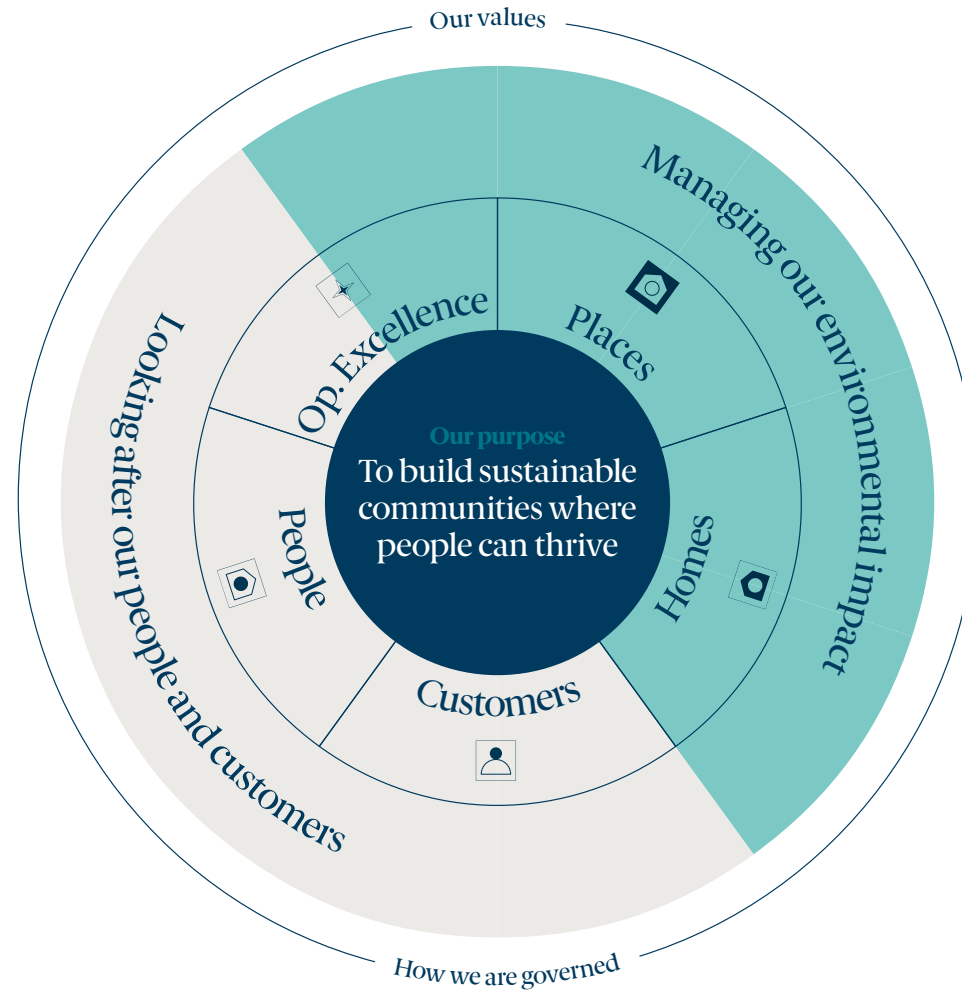 Our values
Managing our environmental impact
Looking after our people and customers
Op. Excellence
Places
Our purpose
To build sustainable
communities where
people can thrive
People
Homes
Customers
How we are governed